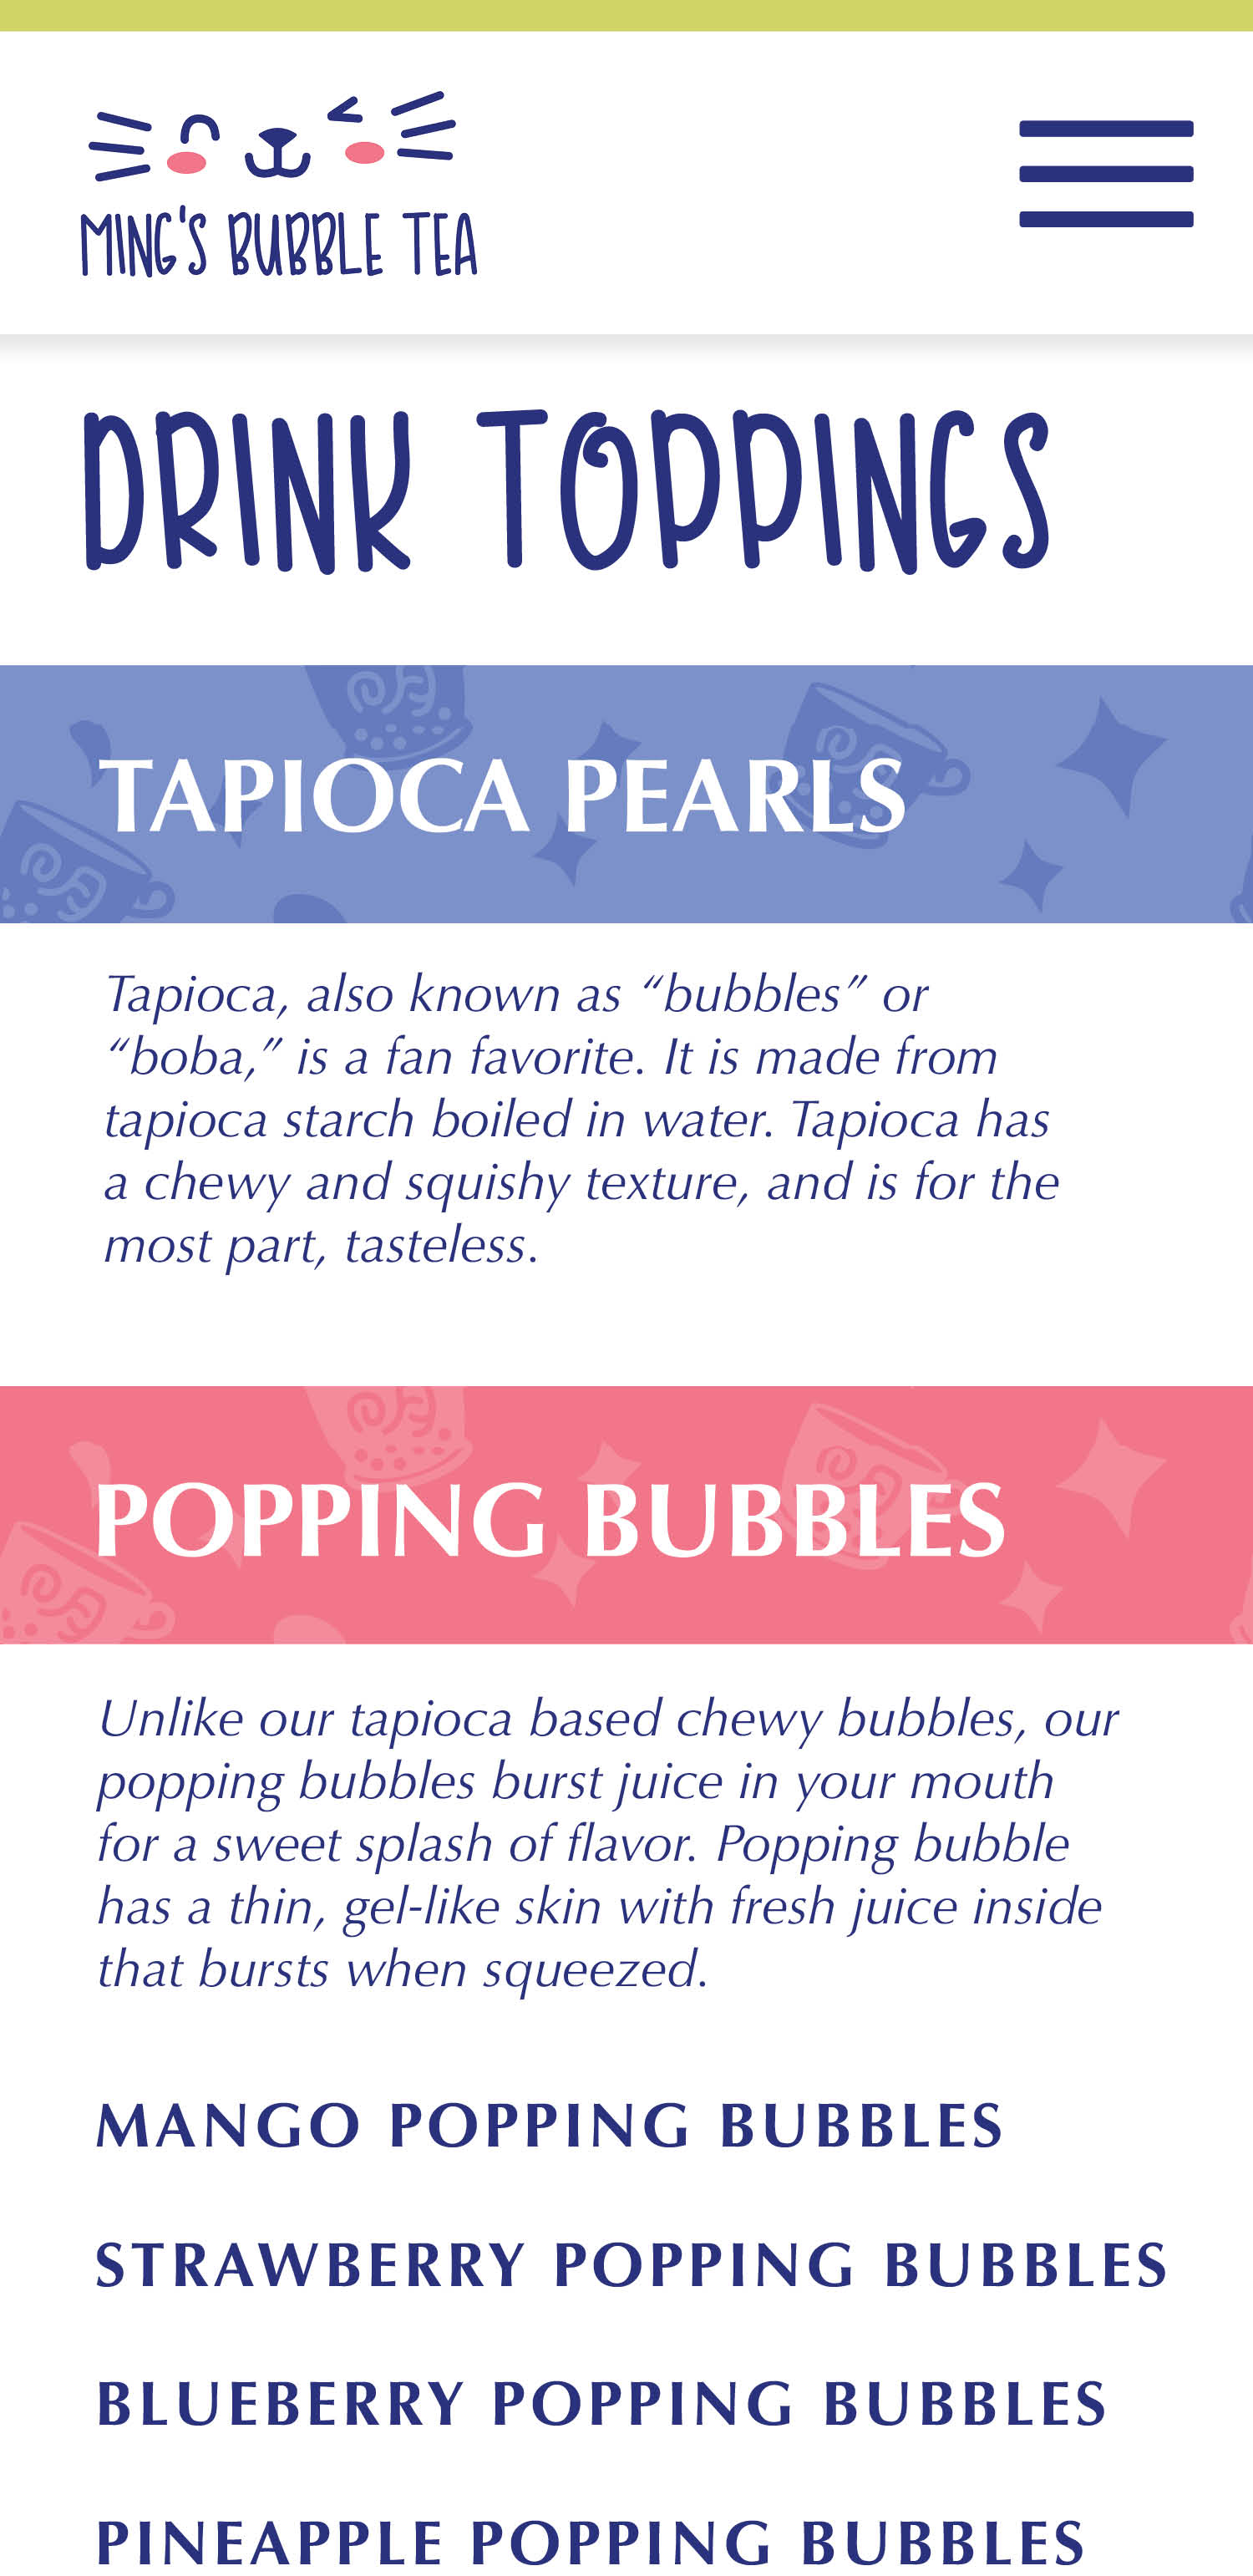 MING'S BUBBLE TEA
DRINK TOPPINGS
TAPIOCA PEARLS
Tapioca, also known as “bubbles” or
“boba,” is a fan favorite. It is made from
tapioca starch boiled in water. Tapioca has
a chewy and squishy texture, and is for the
most part, tasteless.
POPPING BUBBLES
Unlike our tapioca based chewy bubbles, our
popping bubbles burst juice in your mouth
for a sweet splash of flavor. Popping bubble
has a thin, gel-like skin with fresh juice inside
that bursts when squeezed.
MANGO POPPING BUBBLES
STRAWBERRY POPPING BUBBLES
BLUEBERRY POPPING BUBBLES
PINEAPPLE POPPING BUBBLES